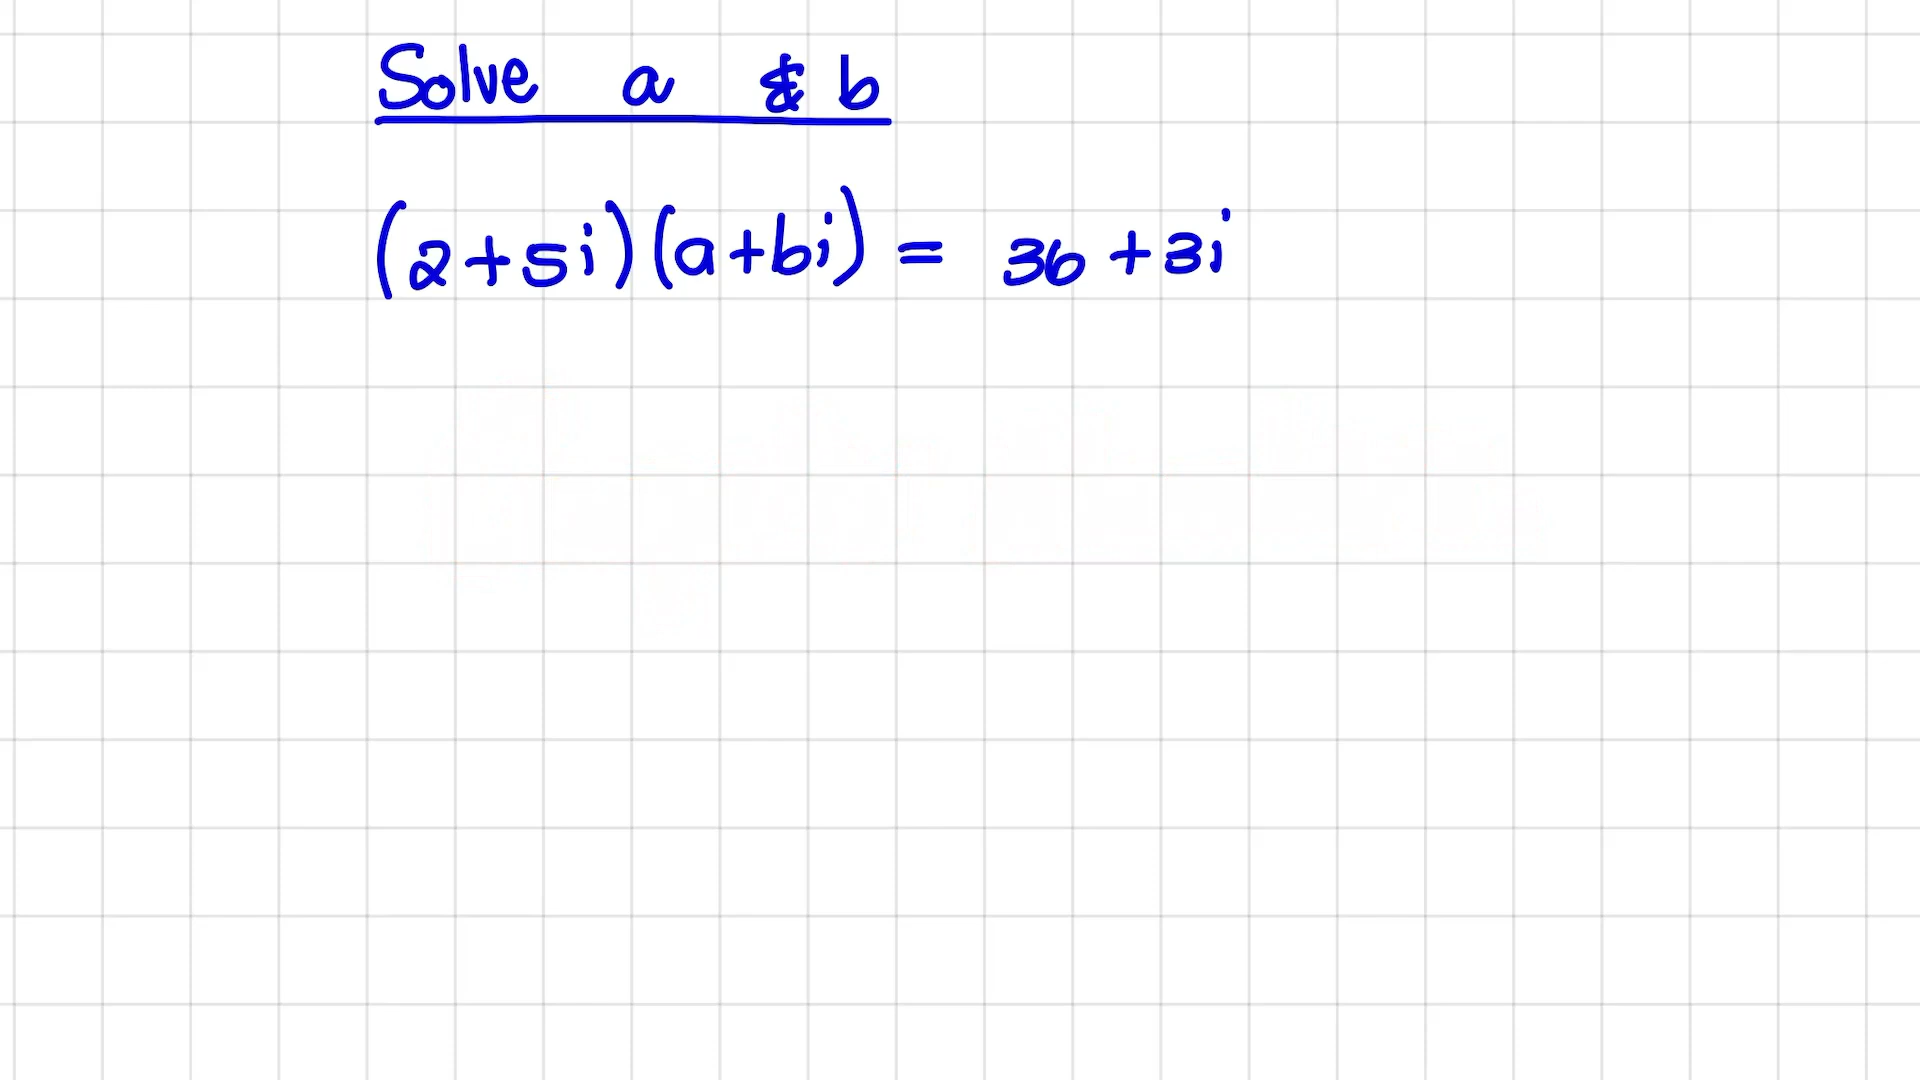 Solve a & b
(2+5i)(a+bi) = 36 +3i